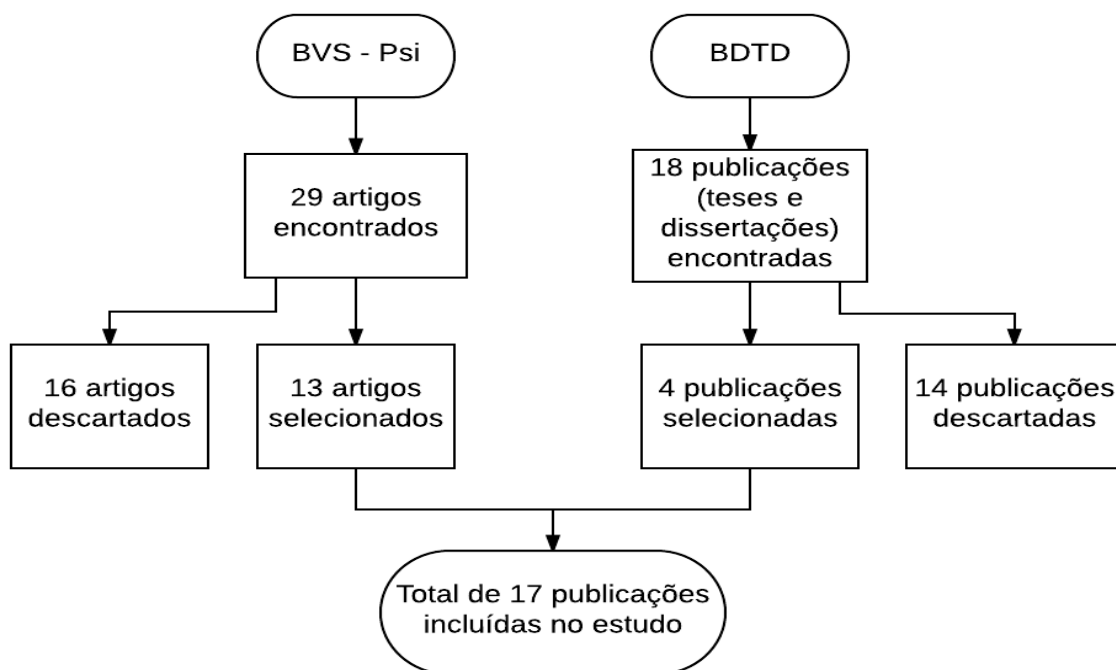 BVS - Psi
BDTD
29 artigos
encontrados
18 publicações
(teses e
dissertações)
encontradas
16 artigos
descartados
13 artigos
selecionados
4 publicações
selecionadas
14 publicações
descartadas
Total de 17 publicações
incluídas no estudo